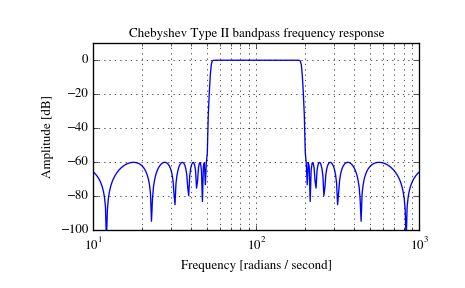 Chebyshev Type II bandpass frequency response
Amplitude [dB]
0
−20
−40
−60
−80
−100
10¹ 10² 10³
Frequency [radians / second]